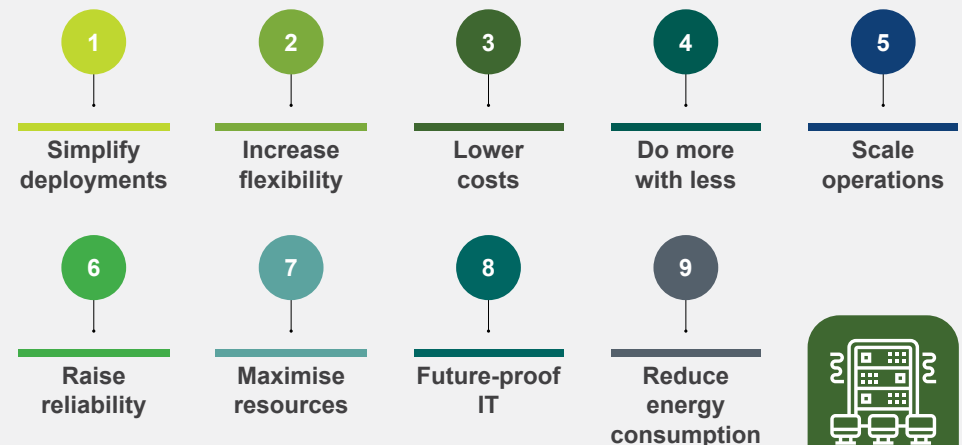 1
Simplify
deployments
2
Increase
flexibility
3
Lower
costs
4
Do more
with less
5
Scale
operations
6
Raise
reliability
7
Maximise
resources
8
Future-proof
IT
9
Reduce
energy
consumption